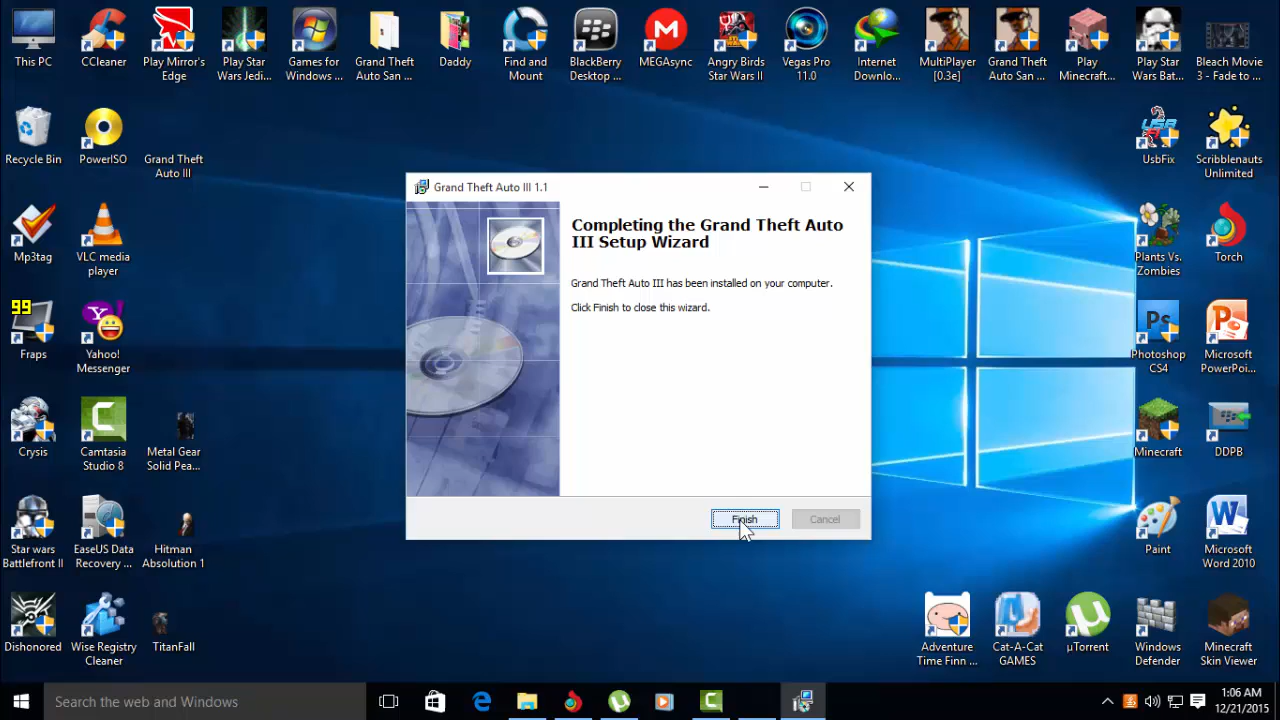 This PC
CCleaner
Play Mirror's
Edge
Play Star
Wars Jedi...
Games for
Windows ...
Grand Theft
Auto San ...
Daddy
Find and
Mount
BlackBerry
Desktop ...
MEGAsync
Angry Birds
Star Wars II
Vegas Pro
11.0
Internet
Downlo...
MultiPlayer
[0.3e]
Grand Theft
Auto San ...
Play
Minecraft...
Play Star
Wars Bat...
Bleach Movie
3 - Fade to ...
Recycle Bin
PowerISO
Grand Theft
Auto III
USB
UsbFix
Scribblenauts
Unlimited
Grand Theft Auto III 1.1
Completing the Grand Theft Auto
III Setup Wizard
Grand Theft Auto III has been installed on your computer.
Click Finish to close this wizard.
Finish
Cancel
Mp3tag
VLC media
player
Plants Vs.
Zombies
Torch
99
Fraps
Yahoo!
Messenger
Ps
Photoshop
CS4
P
Microsoft
PowerPoi...
Crysis
C
Camtasia
Studio 8
Metal Gear
Solid Pea...
Minecraft
DDPB
Star wars
Battlefront II
EaseUS Data
Recovery ...
Hitman
Absolution 1
Paint
W
Microsoft
Word 2010
Dishonored
Wise Registry
Cleaner
TitanFall
Adventure
Time Finn ...
Cat-A-Cat
GAMES
µTorrent
Windows
Defender
Minecraft
Skin Viewer
Search the web and Windows
1:06 AM
12/21/2015